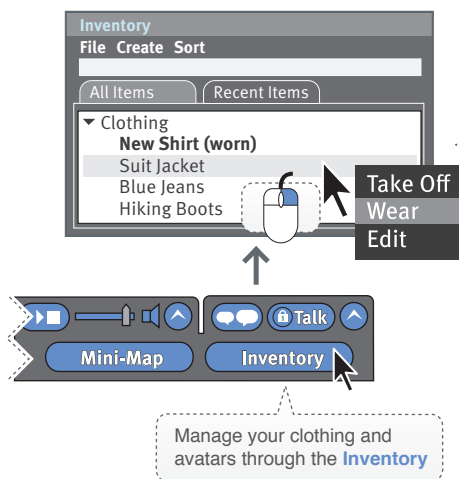 Inventory
File Create Sort
All Items Recent Items
Clothing
New Shirt (worn)
Suit Jacket
Blue Jeans
Hiking Boots
Take Off
Wear
Edit
Talk
Mini-Map Inventory
Manage your clothing and
avatars through the Inventory